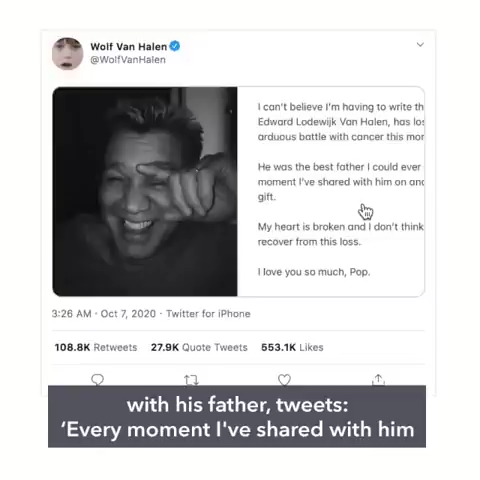 Wolf Van Halen
@WolfVanHalen
I can't believe I'm having to write
Edward Lodewijk Van Halen, has
arduous battle with cancer this
He was the best father I could ever
moment I've shared with him on
gift.
My heart is broken and I don't think
recover from this loss.
I love you so much, Pop.
3:26 AM · Oct 7, 2020 · Twitter for iPhone
108.8K Retweets 27.9K Quote Tweets 553.1K Likes
with his father, tweets:
‘Every moment I've shared with him